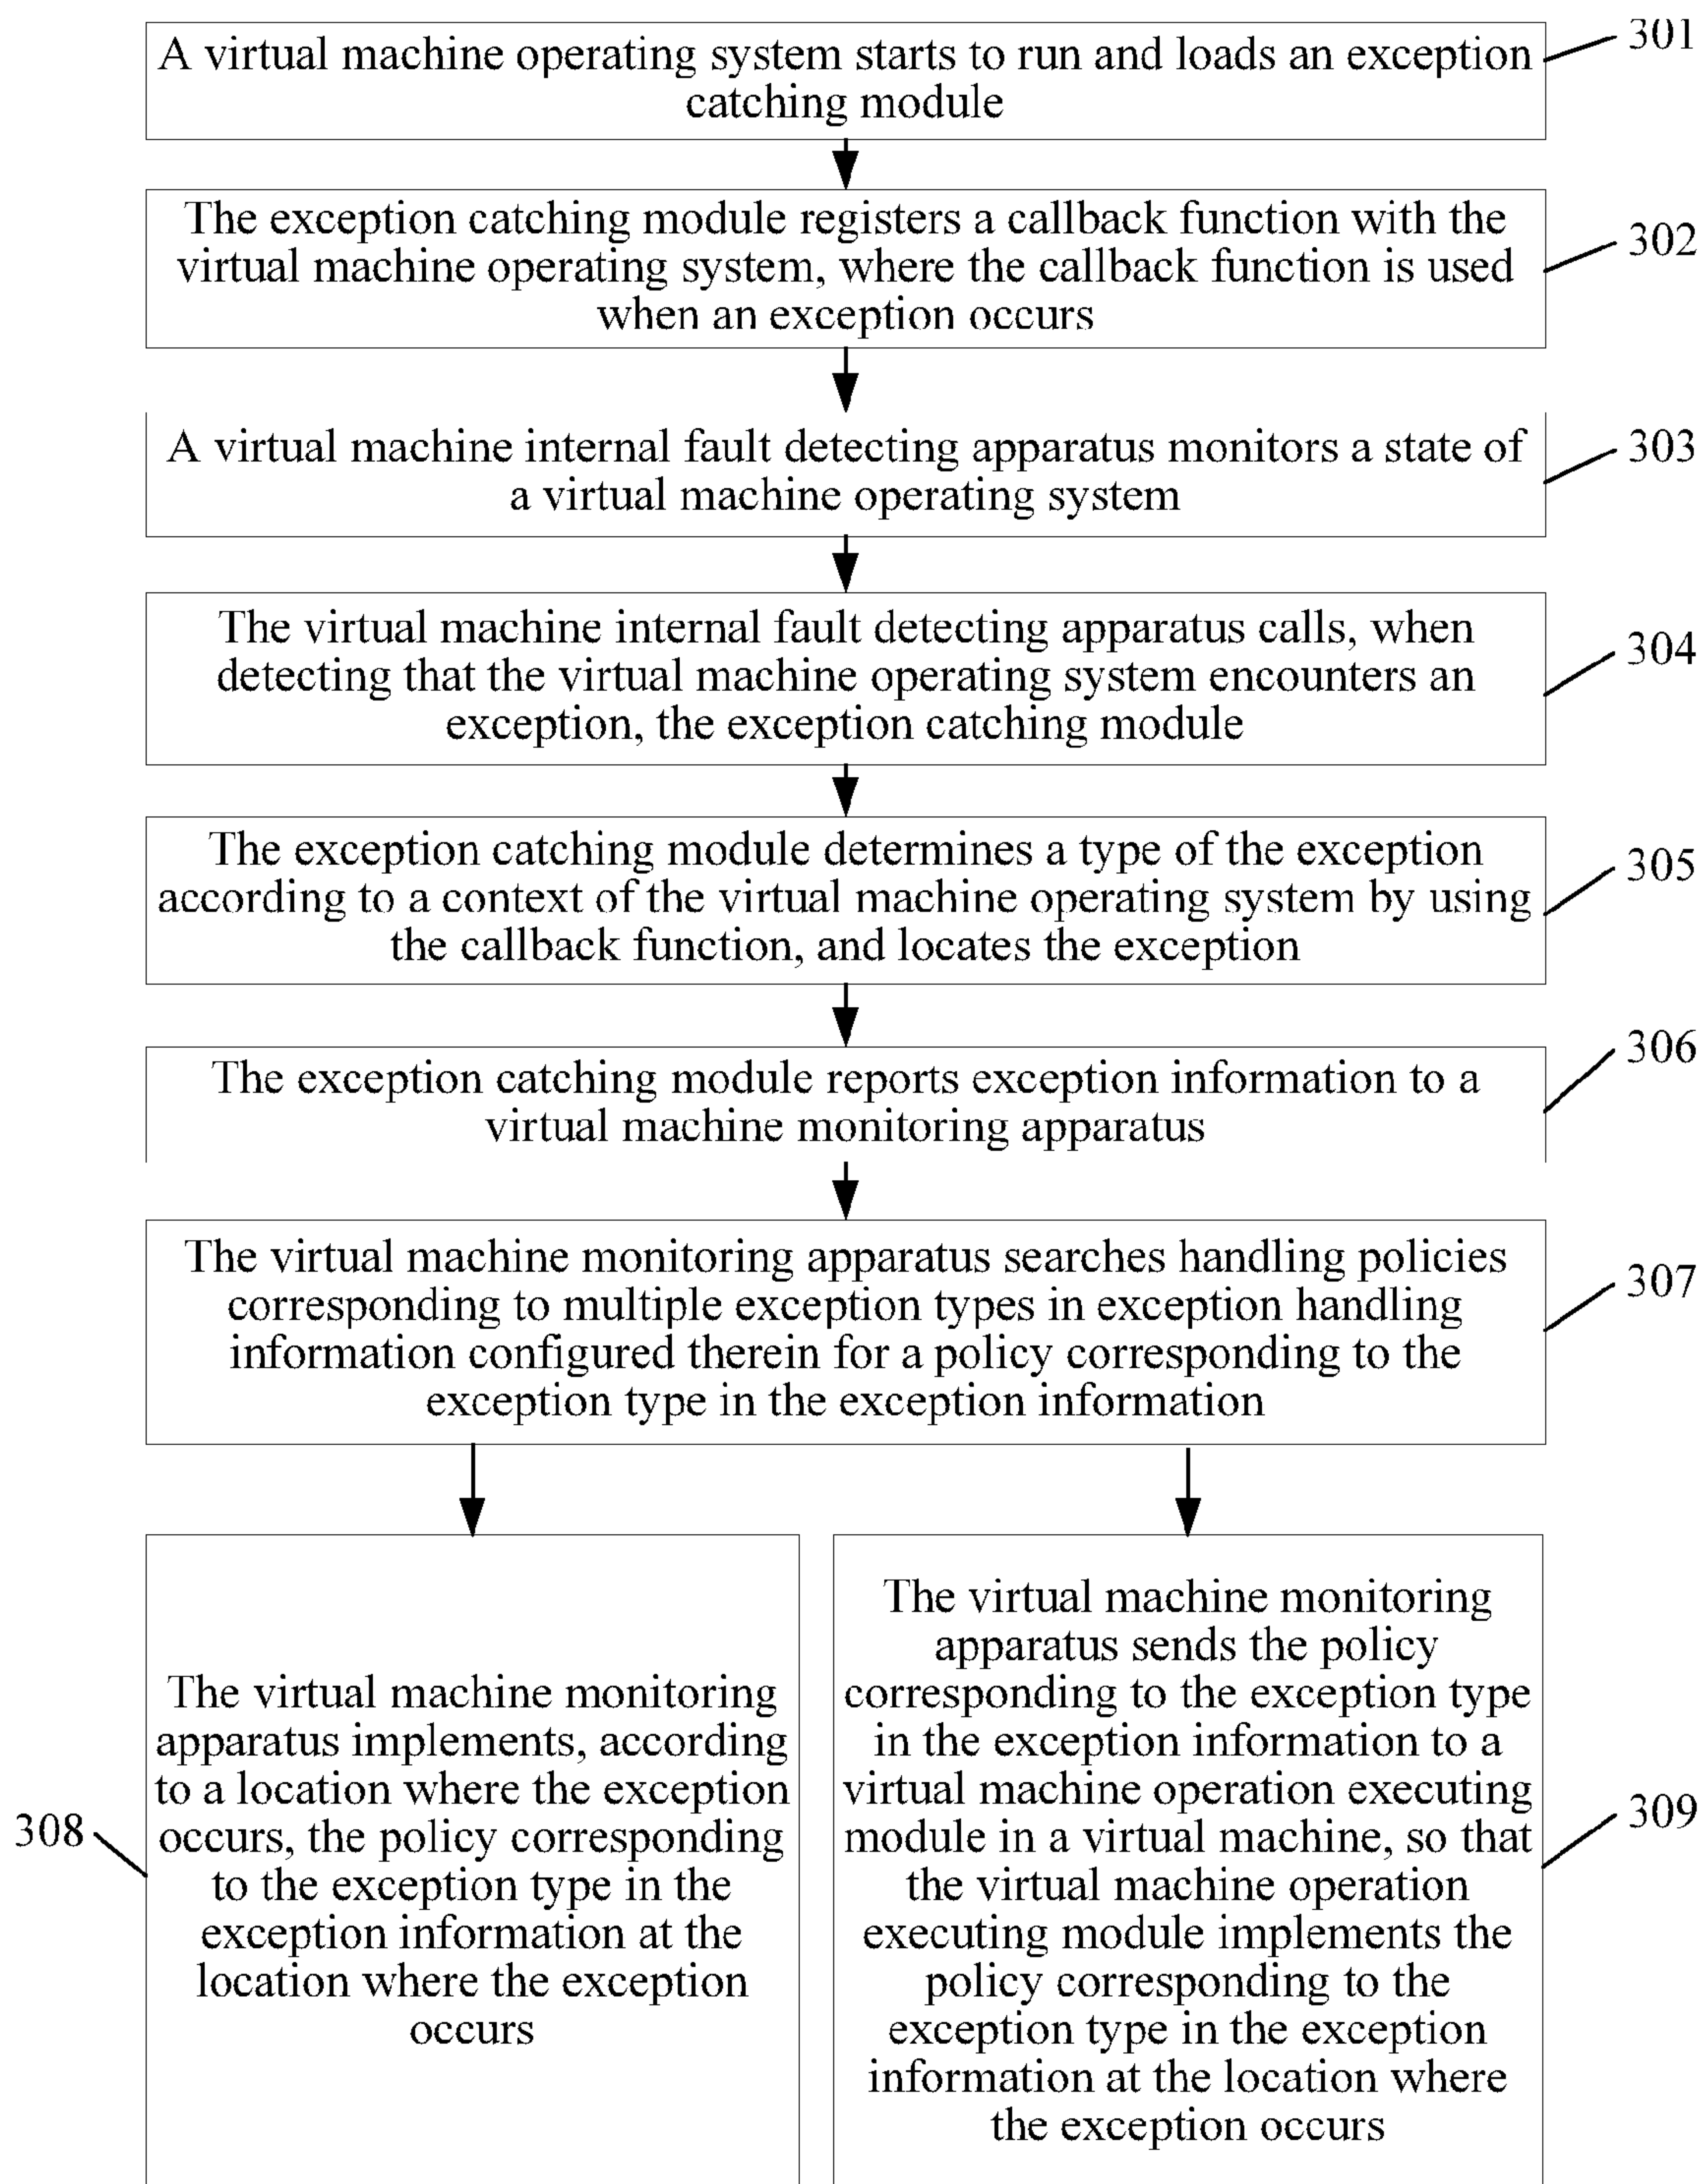 301
A virtual machine operating system starts to run and loads an exception
catching module
The exception catching module registers a callback function with the
virtual machine operating system, where the callback function is used
when an exception occurs
302
A virtual machine internal fault detecting apparatus monitors a state of
a virtual machine operating system
303
The virtual machine internal fault detecting apparatus calls, when
detecting that the virtual machine operating system encounters an
exception, the exception catching module
304
The exception catching module determines a type of the exception
according to a context of the virtual machine operating system by using
the callback function, and locates the exception
305
The exception catching module reports exception information to a
virtual machine monitoring apparatus
306
The virtual machine monitoring apparatus searches handling policies
corresponding to multiple exception types in exception handling
information configured therein for a policy corresponding to the
exception type in the exception information
307
The virtual machine monitoring
apparatus implements, according
to a location where the exception
occurs, the policy corresponding
to the exception type in the
exception information at the
location where the exception
occurs
308
The virtual machine monitoring
apparatus sends the policy
corresponding to the exception type
in the exception information to a
virtual machine operation executing
module in a virtual machine, so that
the virtual machine operation
executing module implements the
policy corresponding to the
exception type in the exception
information at the location where
the exception occurs
309